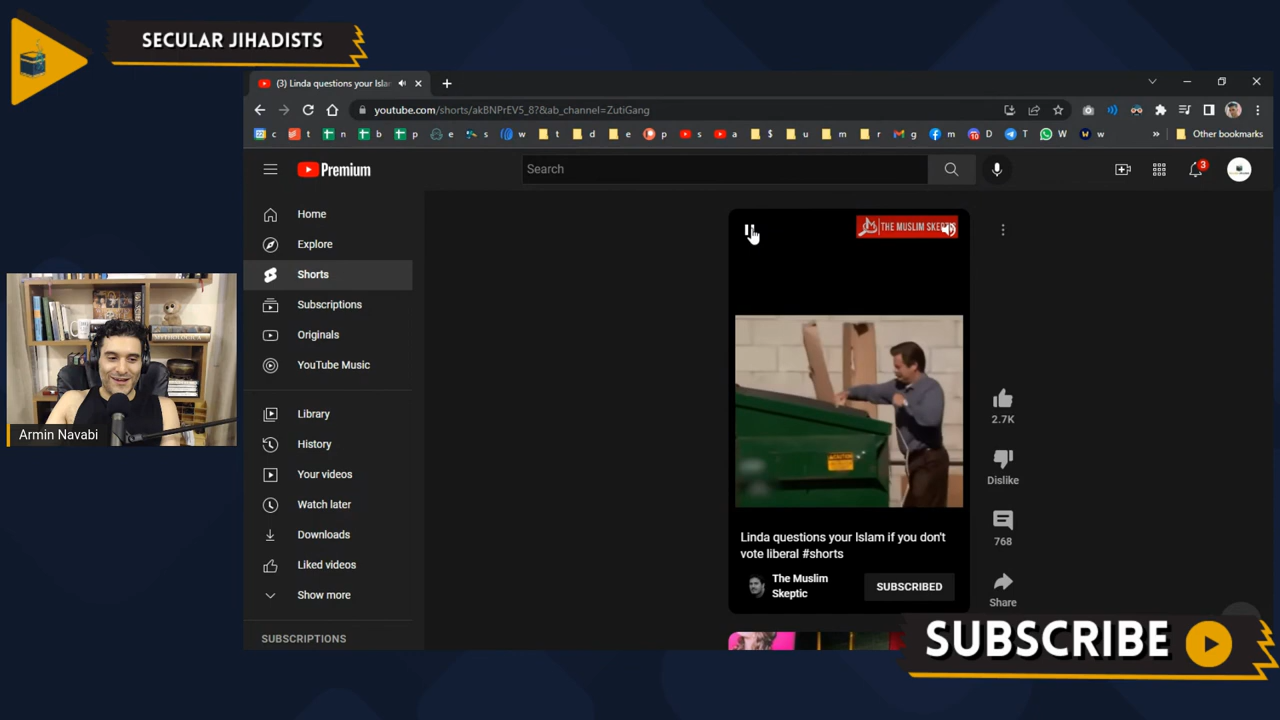 SECULAR JIHADISTS
(3) Linda questions your Isla
youtube.com/shorts/akBNPrEV5_8?&ab_channel=ZutiGang
c t n b p e s w t d e p s a $ u m r g m D T W w » Other bookmarks
Premium
Search
3
Home
Explore
Shorts
Subscriptions
Originals
YouTube Music
Library
History
Your videos
Watch later
Downloads
Liked videos
Show more
SUBSCRIPTIONS
THE MUSLIM SKEPTIC
CAUTION
2.7K
Dislike
768
Share
Linda questions your Islam if you don't
vote liberal #shorts
The Muslim
Skeptic
SUBSCRIBED
Armin Navabi
SUBSCRIBE